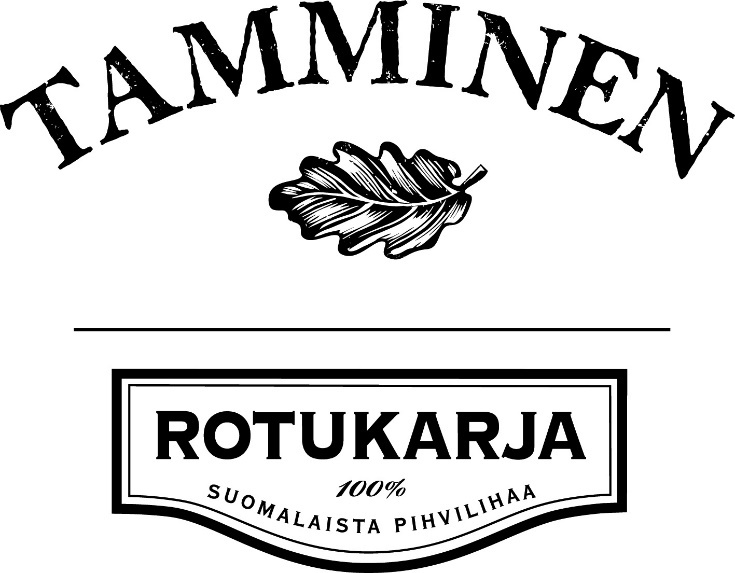 TAMMINEN
ROTUKARJA
100%
SUOMALAISTA PIHVILIHAA